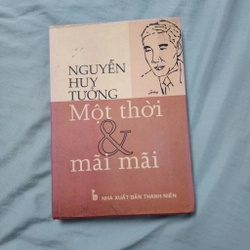 NGUYỄN
HUY
TƯỞNG
Một thời
&
mãi mãi
NHÀ XUẤT BẢN THANH NIÊN